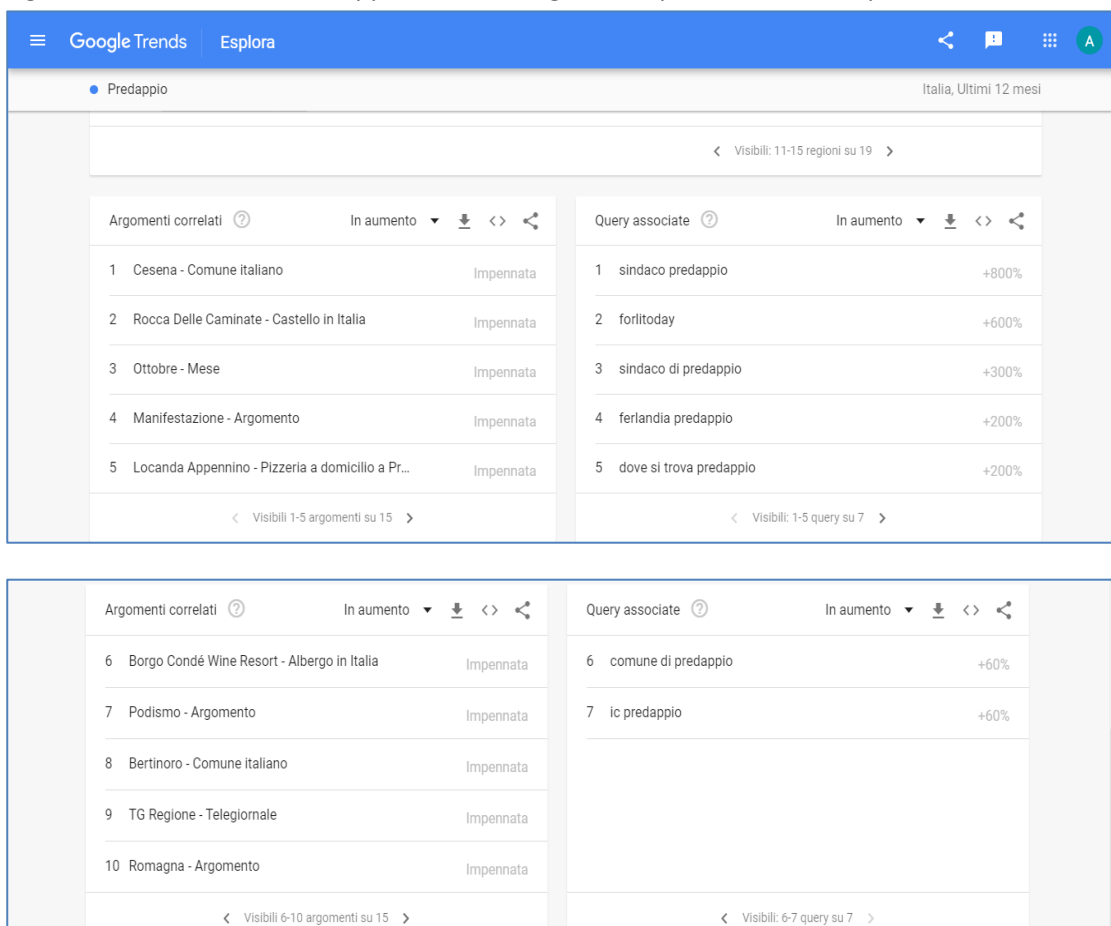 Google Trends Esplora
A
Predappio Italia, Ultimi 12 mesi
Visibili: 11-15 regioni su 19
Argomenti correlati In aumento
1 Cesena - Comune italiano Impennata
2 Rocca Delle Caminate - Castello in Italia Impennata
3 Ottobre - Mese Impennata
4 Manifestazione - Argomento Impennata
5 Locanda Appennino - Pizzeria a domicilio a Pr... Impennata
Visibili 1-5 argomenti su 15
Query associate In aumento
1 sindaco predappio +800%
2 forlitoday +600%
3 sindaco di predappio +300%
4 ferlandia predappio +200%
5 dove si trova predappio +200%
Visibili: 1-5 query su 7
Argomenti correlati In aumento
6 Borgo Condé Wine Resort - Albergo in Italia Impennata
7 Podismo - Argomento Impennata
8 Bertinoro - Comune italiano Impennata
9 TG Regione - Telegiornale Impennata
10 Romagna - Argomento Impennata
Visibili 6-10 argomenti su 15
Query associate In aumento
6 comune di predappio +60%
7 ic predappio +60%
Visibili: 6-7 query su 7